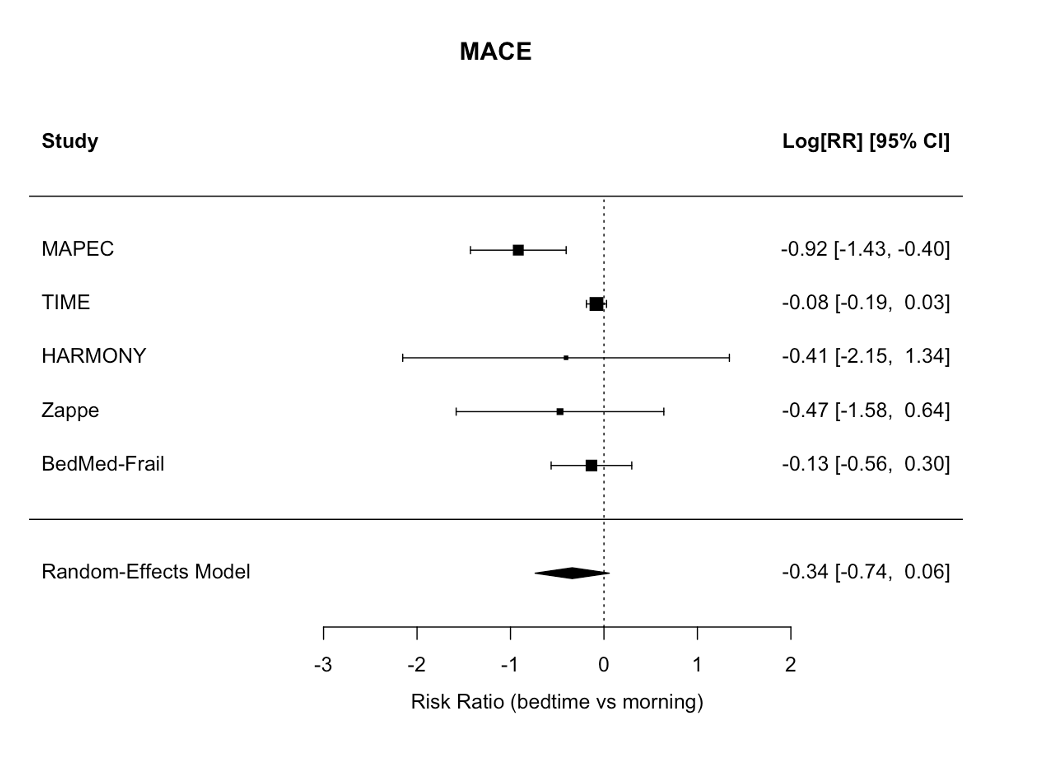 MACE
Study Log[RR] [95% CI]
MAPEC -0.92 [-1.43, -0.40]
TIME -0.08 [-0.19, 0.03]
HARMONY -0.41 [-2.15, 1.34]
Zappe -0.47 [-1.58, 0.64]
BedMed-Frail -0.13 [-0.56, 0.30]
Random-Effects Model -0.34 [-0.74, 0.06]
-3 -2 -1 0 1 2
Risk Ratio (bedtime vs morning)